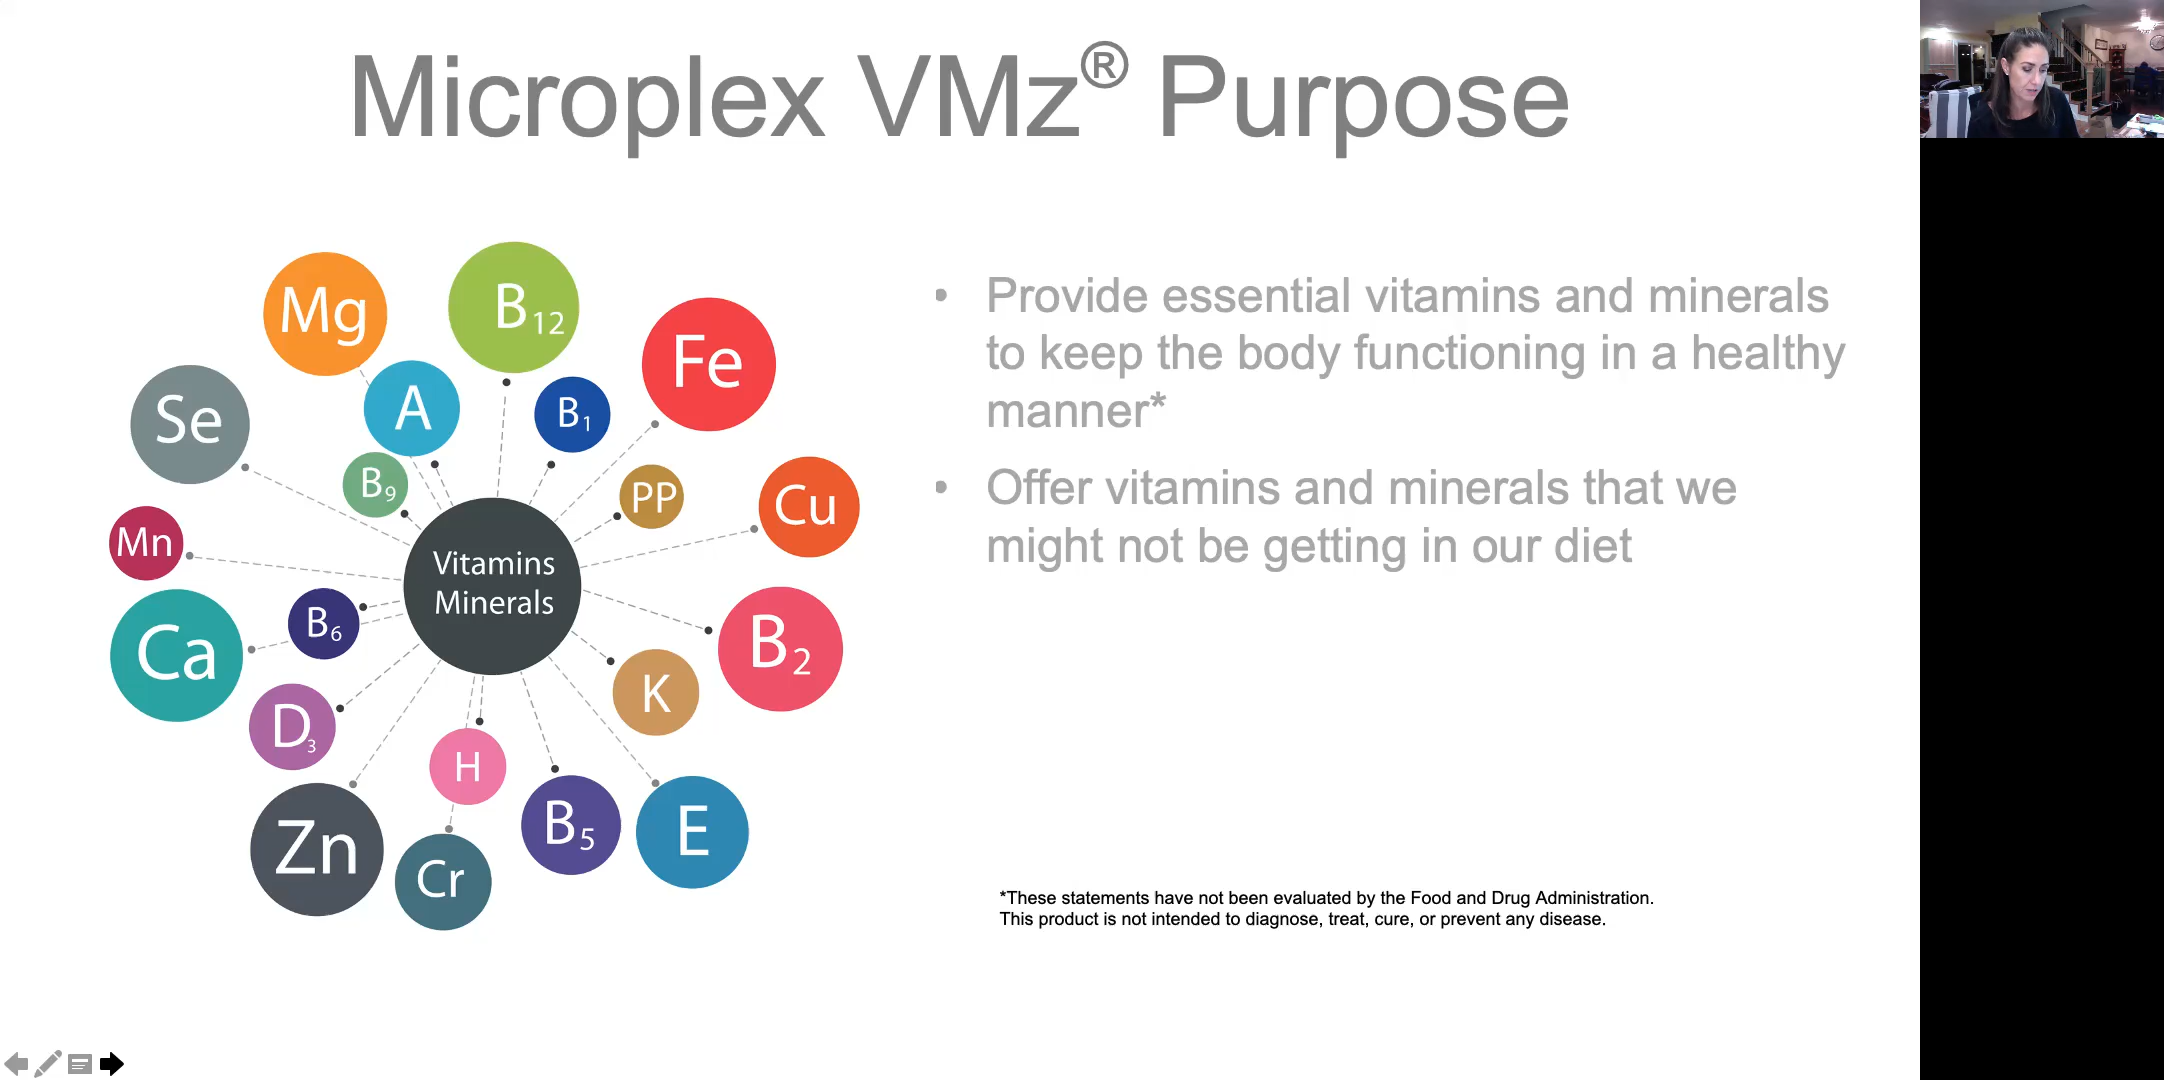 Microplex VMz® Purpose
Mg
B12
Fe
A
B1
Se
B9
PP
Cu
Mn
Vitamins
Minerals
B6
Ca
B2
K
D3
H
Zn
Cr
B5
E
• Provide essential vitamins and minerals
to keep the body functioning in a healthy
manner*
• Offer vitamins and minerals that we
might not be getting in our diet
*These statements have not been evaluated by the Food and Drug Administration.
This product is not intended to diagnose, treat, cure, or prevent any disease.